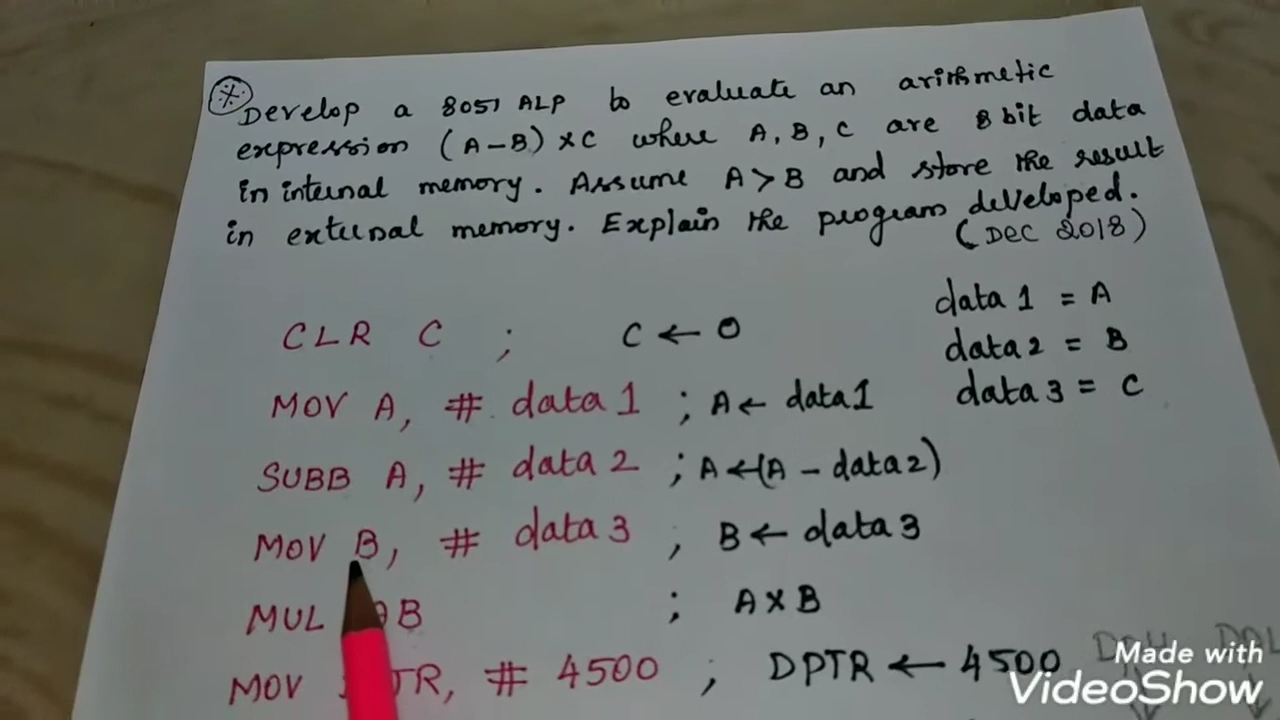 * Develop a 8051 ALP to evaluate an arithmetic
expression (A-B) × C where A, B, C are 8 bit data
in internal memory. Assume A > B and store the result
in external memory. Explain the program developed.
(Dec 2018)
data 1 = A
CLR C ; C ← 0
data 2 = B
data 3 = C
MOV A, # data 1 ; A ← data 1
SUBB A, # data 2 ; A ← (A - data 2)
MOV B, # data 3 ; B ← data 3
MUL AB ; A × B
MOV DPTR, # 4500 ; DPTR ← 4500
Made with
VideoShow